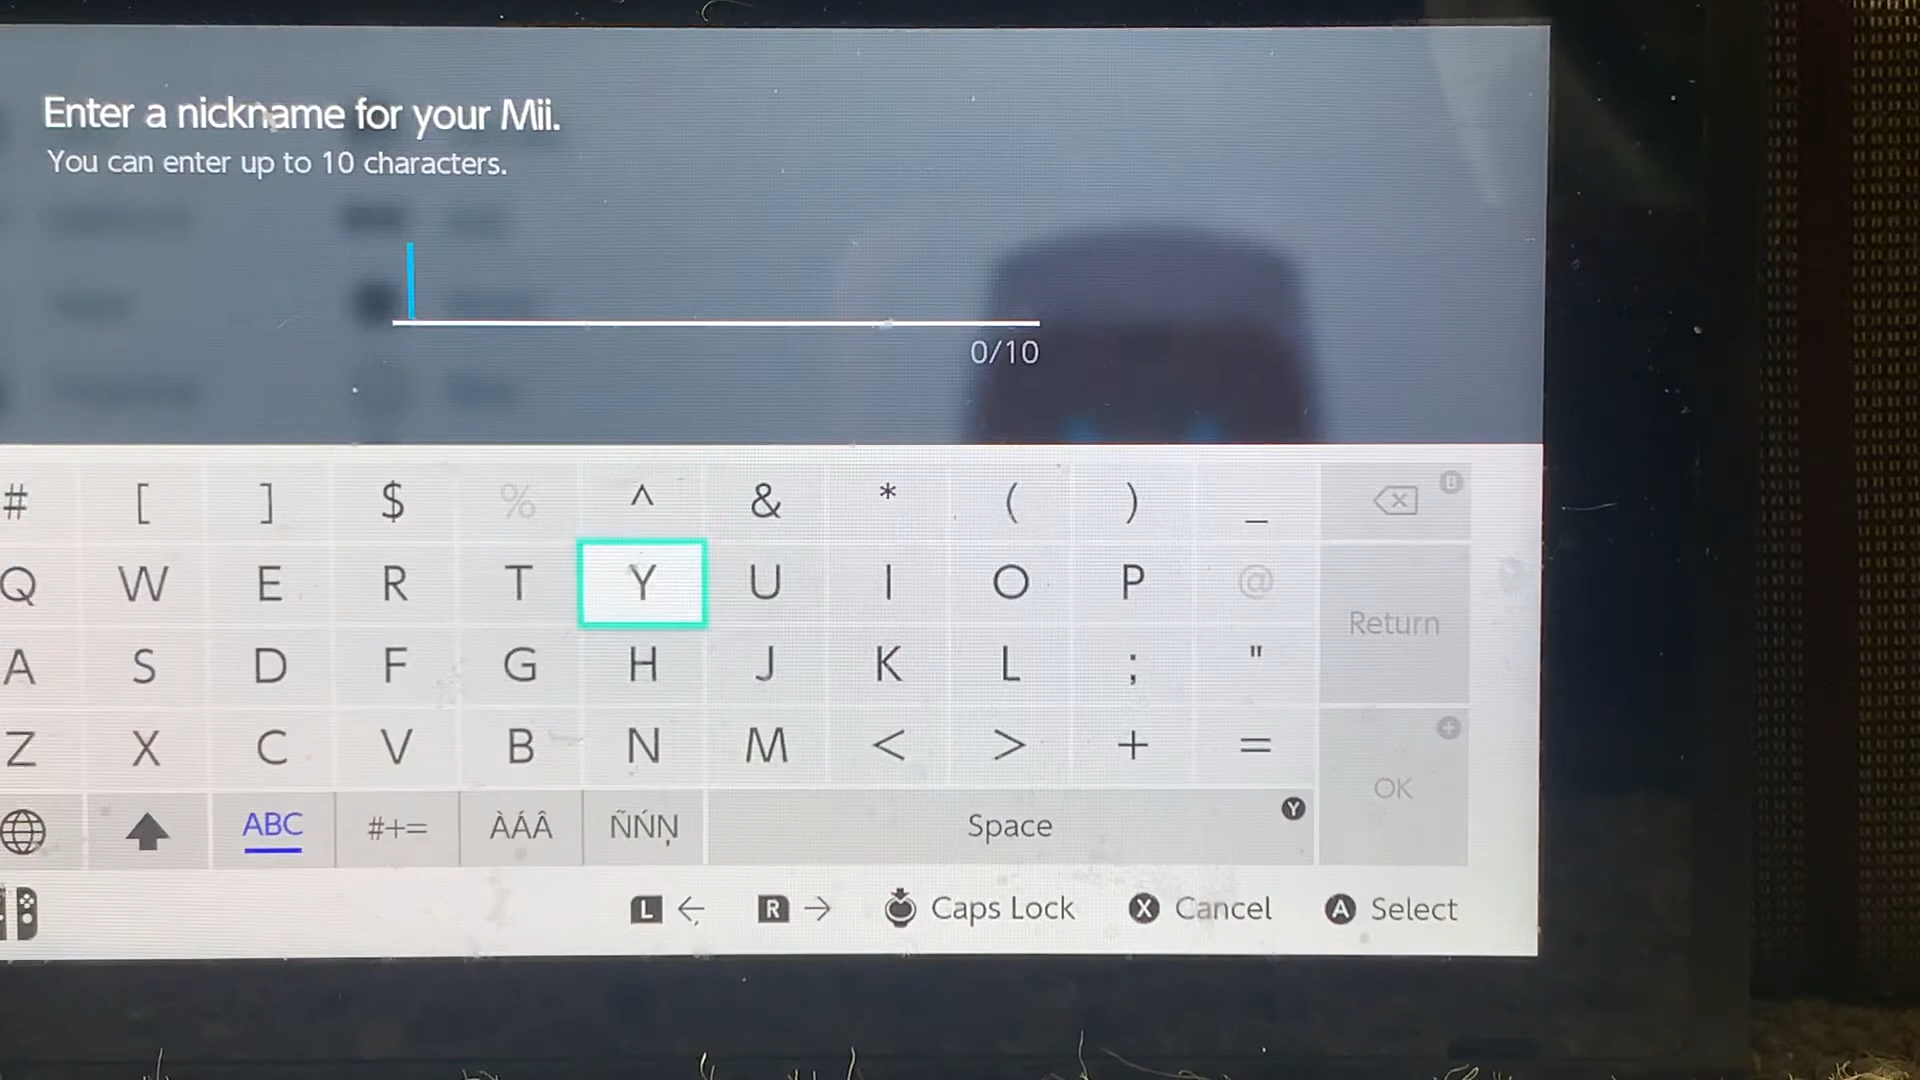 Enter a nickname for your Mii.
You can enter up to 10 characters.
0/10
# [ ] $ % ^ & * ( ) _ B
Q W E R T Y U I O P @ Return
A S D F G H J K L ; "
Z X C V B N M < > + = + OK
ABC #+= ÀÁÂ ÑŃŅ Space Y
L ← R → Caps Lock X Cancel A Select